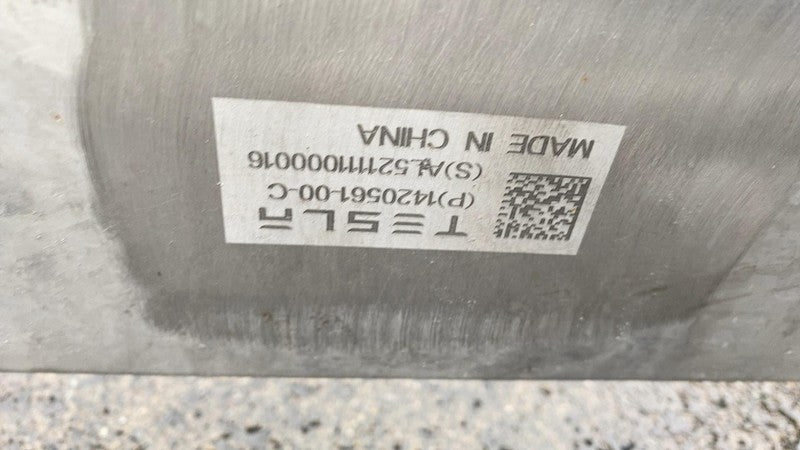 TESLA
(P)1420561-00-C
(S)AL521111000016
MADE IN CHINA